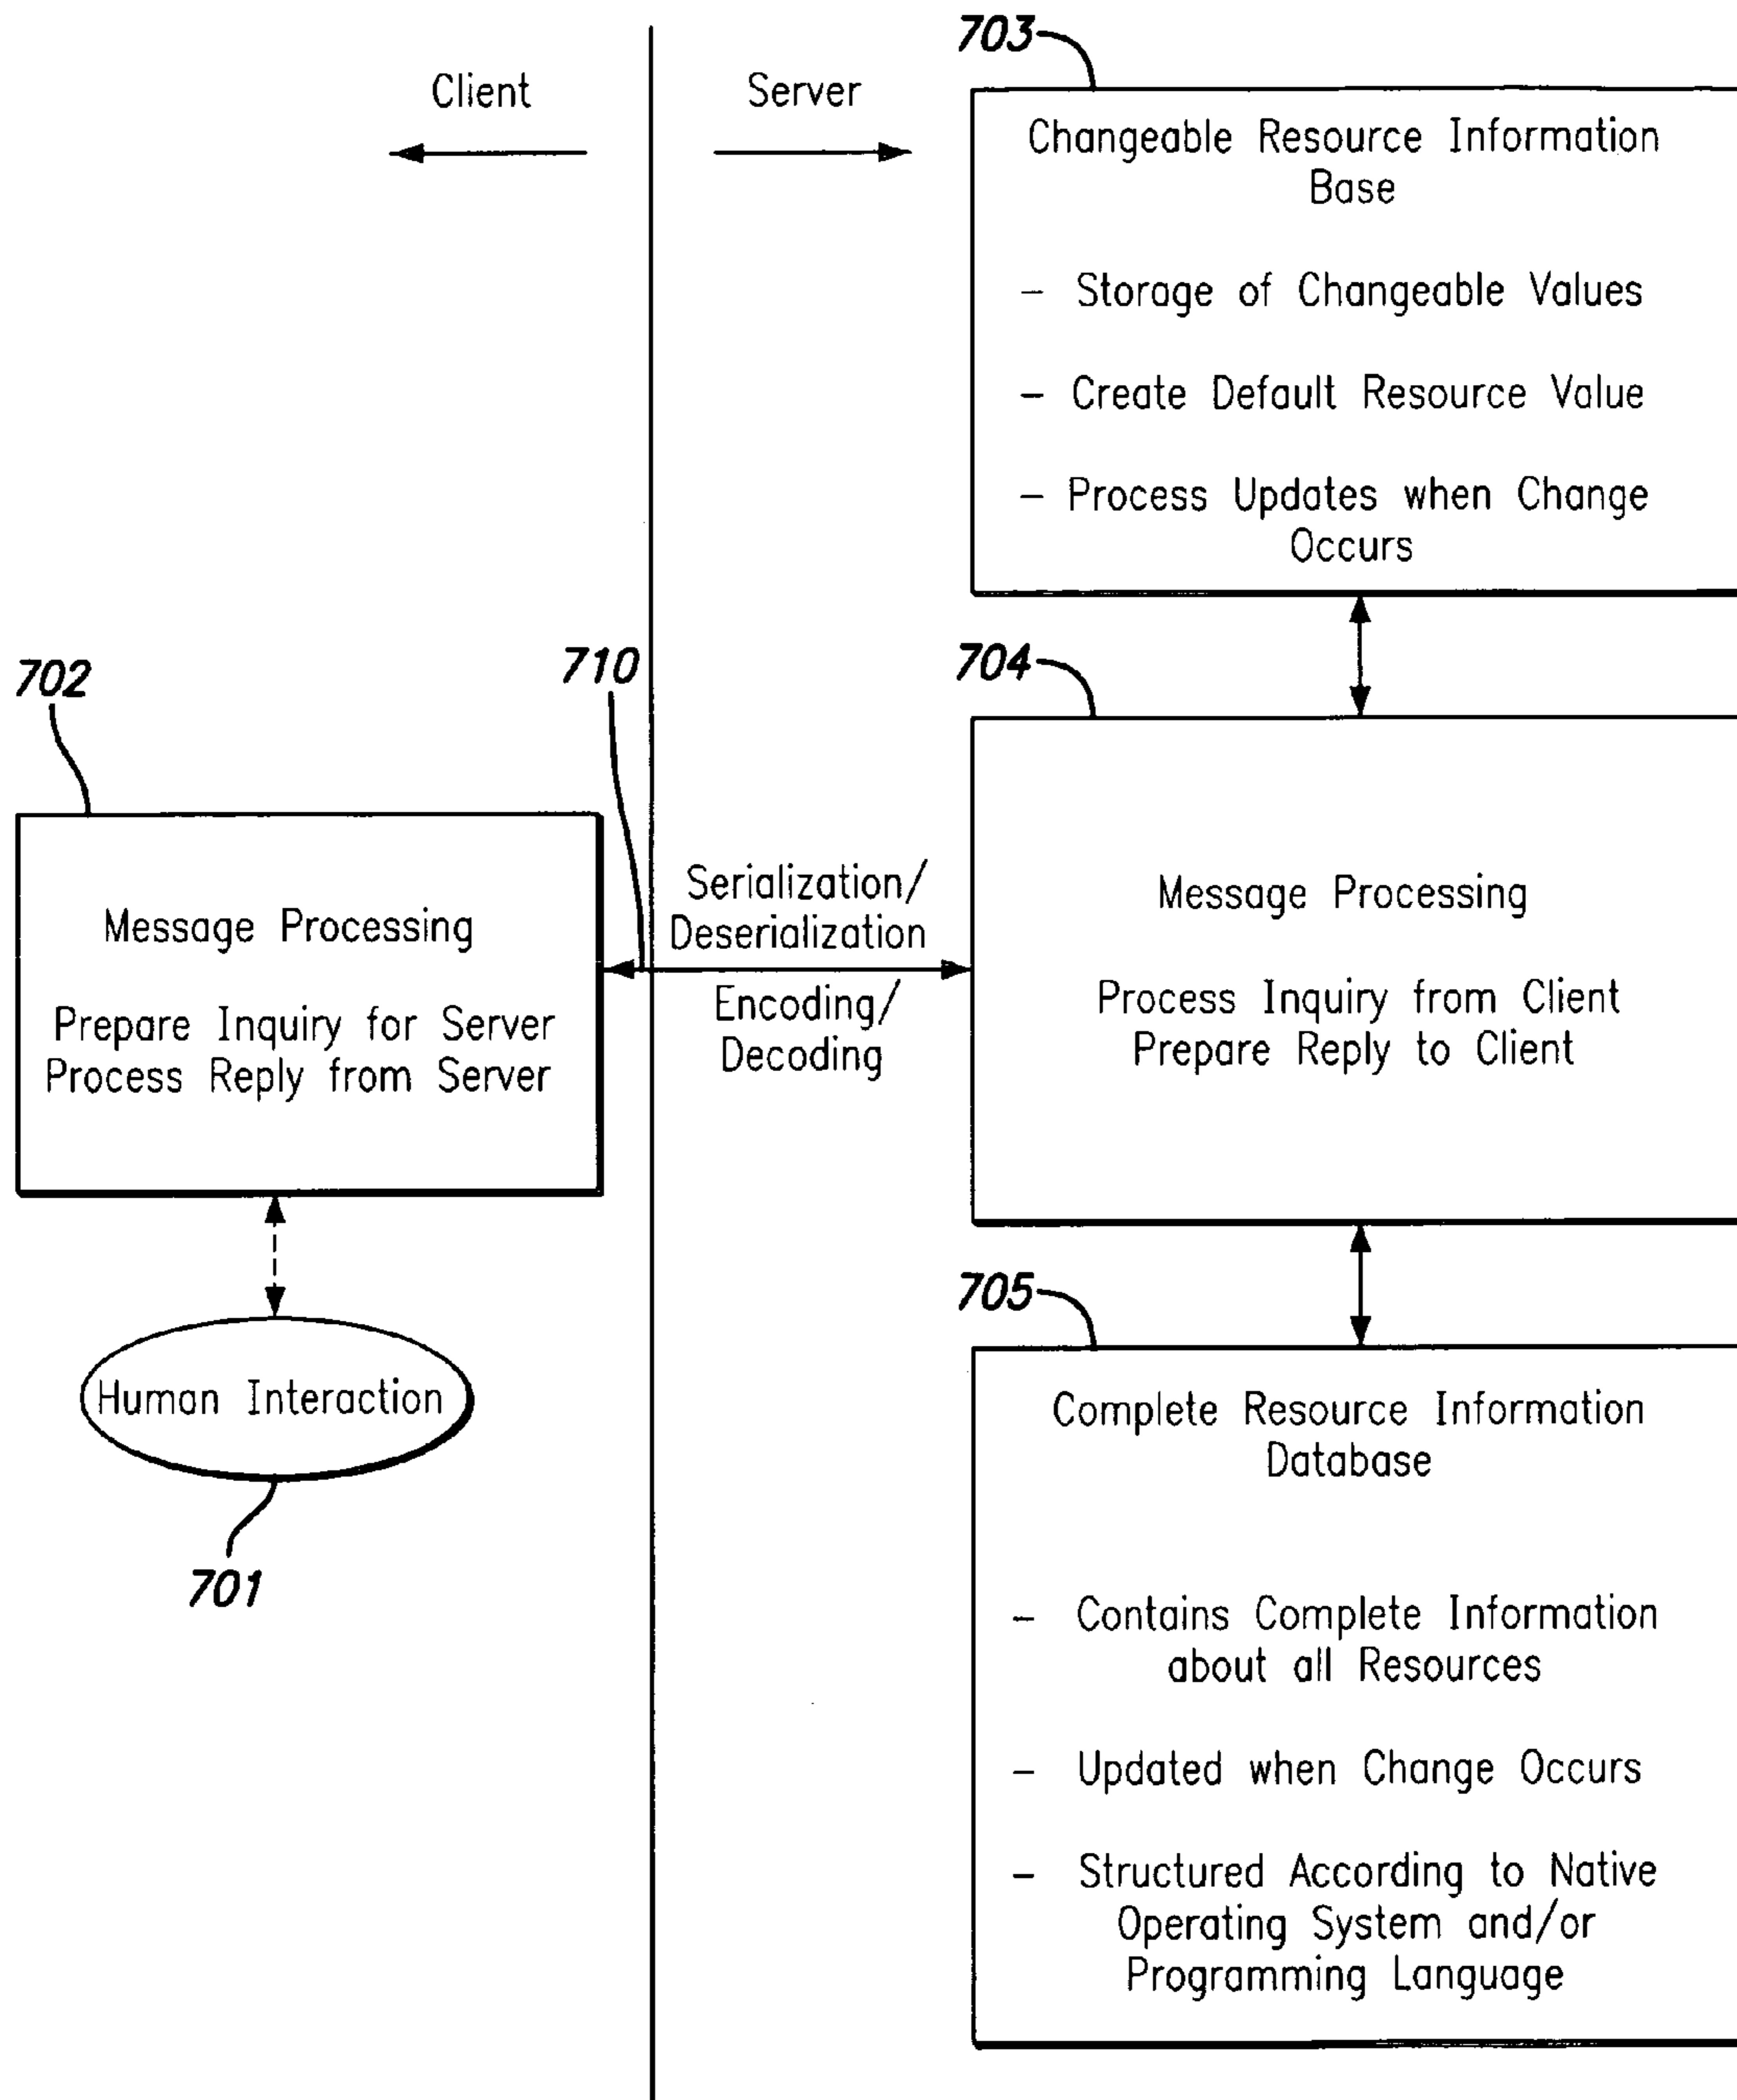 703
Client
Server
Changeable Resource Information
Base
– Storage of Changeable Values
– Create Default Resource Value
– Process Updates when Change
Occurs
702
710
704
Message Processing
Prepare Inquiry for Server
Process Reply from Server
Serialization/
Deserialization
Encoding/
Decoding
Message Processing
Process Inquiry from Client
Prepare Reply to Client
Human Interaction
701
705
Complete Resource Information
Database
– Contains Complete Information
about all Resources
– Updated when Change Occurs
– Structured According to Native
Operating System and/or
Programming Language